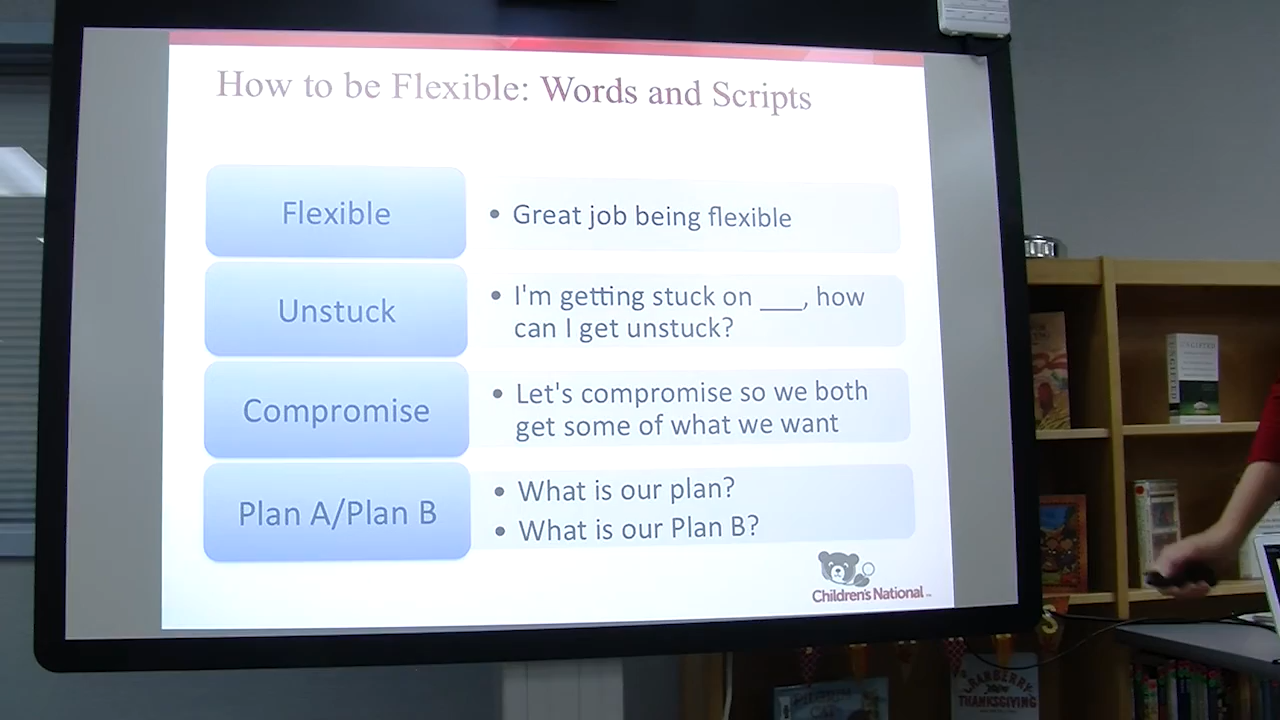 How to be Flexible: Words and Scripts
Flexible
• Great job being flexible
Unstuck
• I'm getting stuck on ___, how
can I get unstuck?
Compromise
• Let's compromise so we both
get some of what we want
Plan A/Plan B
• What is our plan?
• What is our Plan B?
Children's National
UNGIFTED
CRANBERRY
THANKSGIVING
S